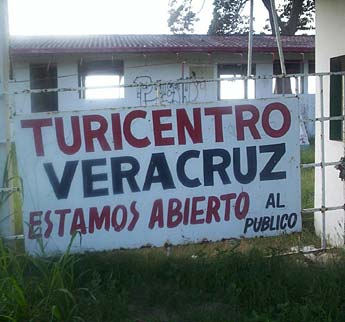 TURICENTRO
VERACRUZ
ESTAMOS ABIERTO AL
PUBLICO